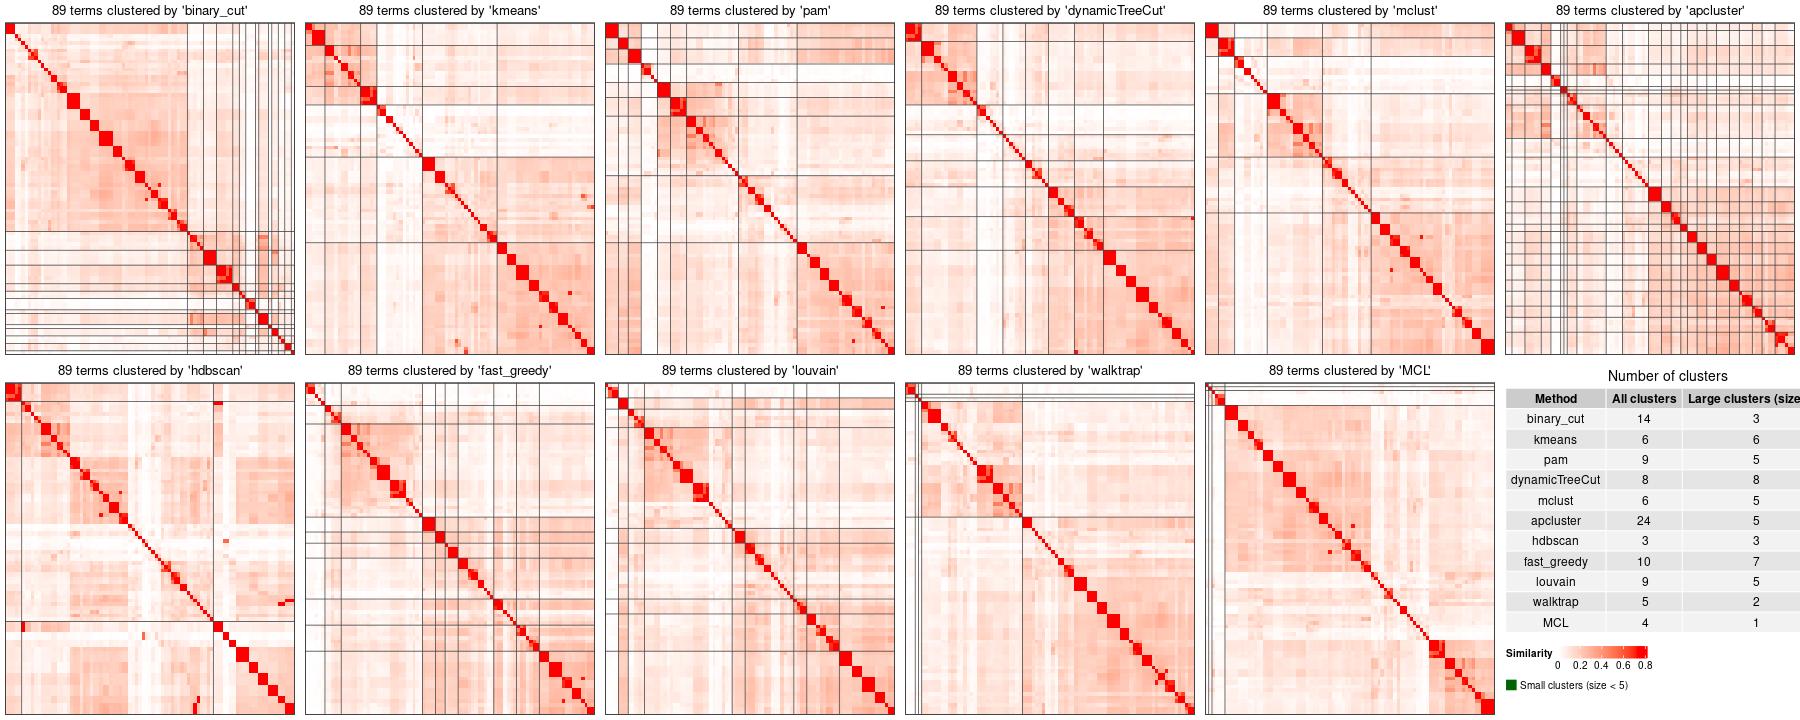 89 terms clustered by 'binary_cut'
89 terms clustered by 'kmeans'
89 terms clustered by 'pam'
89 terms clustered by 'dynamicTreeCut'
89 terms clustered by 'mclust'
89 terms clustered by 'apcluster'
89 terms clustered by 'hdbscan'
89 terms clustered by 'fast_greedy'
89 terms clustered by 'louvain'
89 terms clustered by 'walktrap'
89 terms clustered by 'MCL'
Number of clusters
Method All clusters Large clusters (size
binary_cut 14 3
kmeans 6 6
pam 9 5
dynamicTreeCut 8 8
mclust 6 5
apcluster 24 5
hdbscan 3 3
fast_greedy 10 7
louvain 9 5
walktrap 5 2
MCL 4 1
Similarity
0 0.2 0.4 0.6 0.8
Small clusters (size < 5)